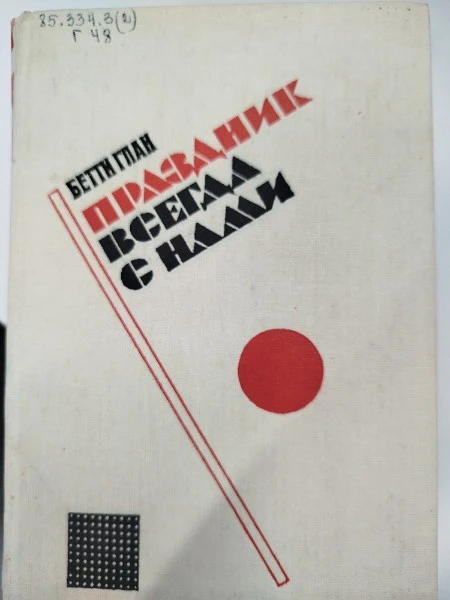 85.334.3(2)
Г 48
БЕТТИ ГЛАН
ПРАЗДНИК
ВСЕГДА
С НАМИ